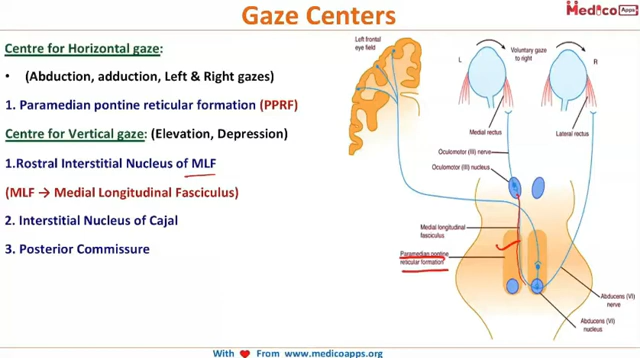 Gaze Centers
Medico Apps
Centre for Horizontal gaze:
• (Abduction, adduction, Left & Right gazes)
1. Paramedian pontine reticular formation (PPRF)
Centre for Vertical gaze: (Elevation, Depression)
1.Rostral Interstitial Nucleus of MLF
(MLF → Medial Longitudinal Fasciculus)
2. Interstitial Nucleus of Cajal
3. Posterior Commissure
Left frontal
eye field
L
Voluntary gaze
to right
R
Medial rectus
Lateral rectus
Oculomotor (III) nerve
Oculomotor (III) nucleus
Medial longitudinal
fasciculus
Paramedian pontine
reticular formation
Abducens (VI)
nerve
Abducens (VI)
nucleus
With ❤ From www.medicoapps.org